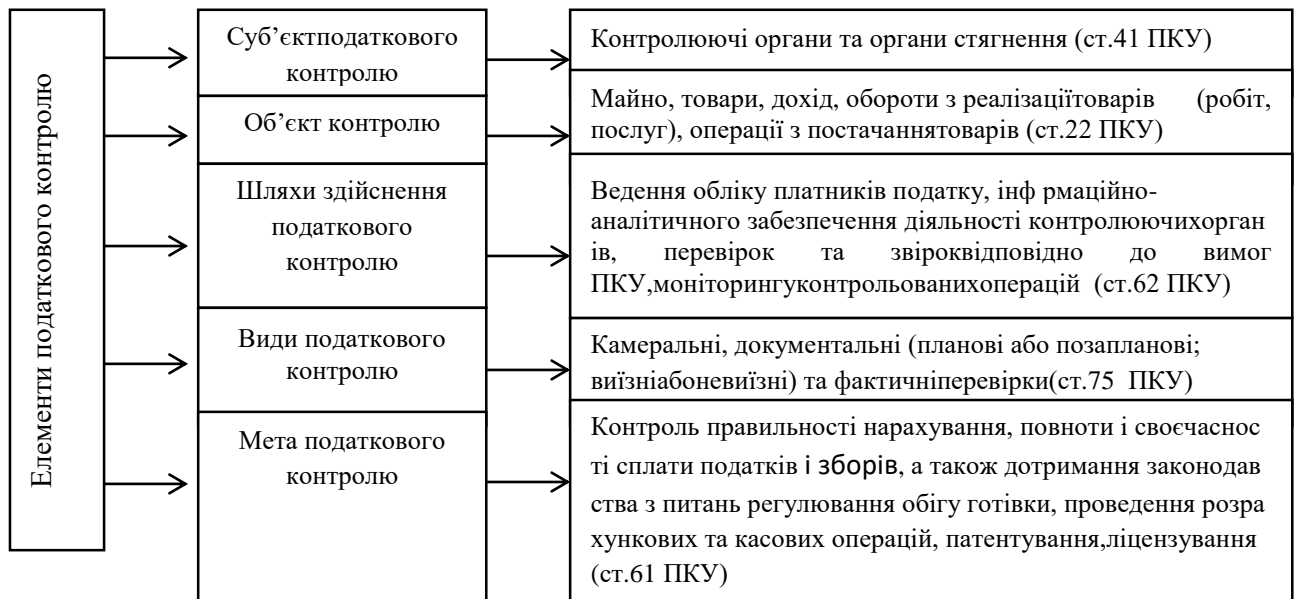 Елементи податкового контролю
Суб’єктподаткового
контролю
Контролюючі органи та органи стягнення (ст.41 ПКУ)
Об’єкт контролю
Майно, товари, дохід, обороти з реалізаціїтоварів (робіт,
послуг), операції з постачаннятоварів (ст.22 ПКУ)
Шляхи здійснення
податкового
контролю
Ведення обліку платників податку, інф рмаційно-
аналітичного забезпечення діяльності контролюючихорган
ів, перевірок та звіроквідповідно до вимог
ПКУ,моніторингуконтрольованихоперацій (ст.62 ПКУ)
Види податкового
контролю
Камеральні, документальні (планові або позапланові;
виїзніабоневиїзні) та фактичніперевірки(ст.75 ПКУ)
Мета податкового
контролю
Контроль правильності нарахування, повноти і своєчаснос
ті сплати податків і зборів, а також дотримання законодав
ства з питань регулювання обігу готівки, проведення розра
хункових та касових операцій, патентування,ліцензування
(ст.61 ПКУ)